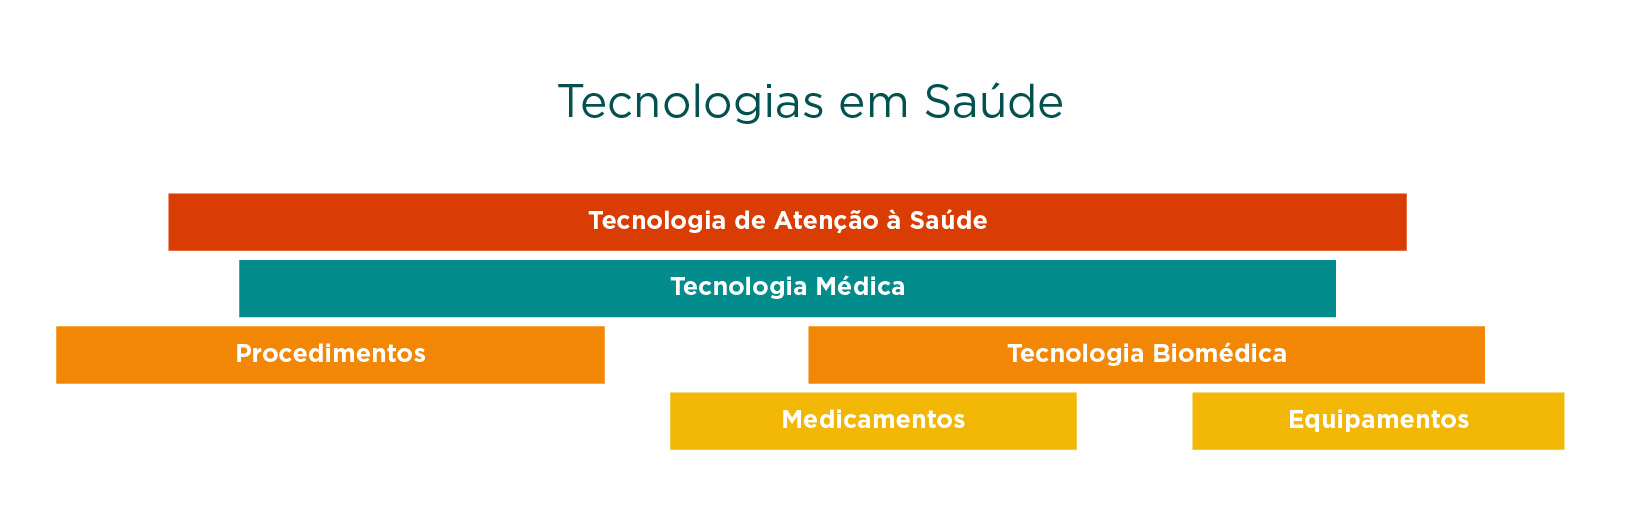 Tecnologias em Saúde
Tecnologia de Atenção à Saúde
Tecnologia Médica
Procedimentos
Tecnologia Biomédica
Medicamentos
Equipamentos